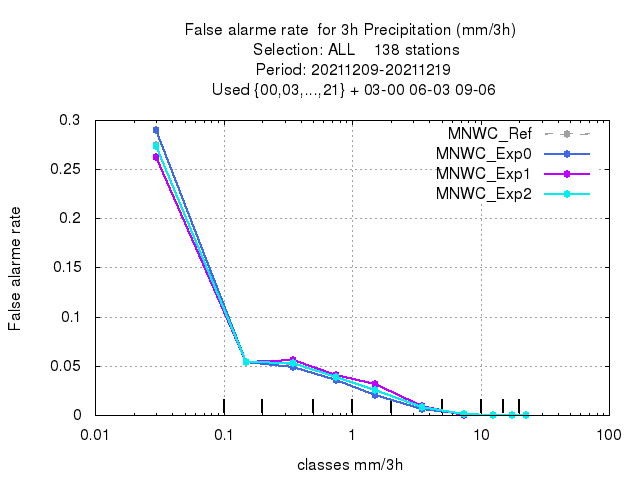 False alarme rate  for 3h Precipitation (mm/3h)
Selection: ALL    138 stations
Period: 20211209-20211219
Used {00,03,...,21} + 03-00 06-03 09-06
MNWC_Ref
MNWC_Exp0
MNWC_Exp1
MNWC_Exp2
False alarme rate
0.3
0.25
0.2
0.15
0.1
0.05
0
0.01 0.1 1 10 100
classes mm/3h